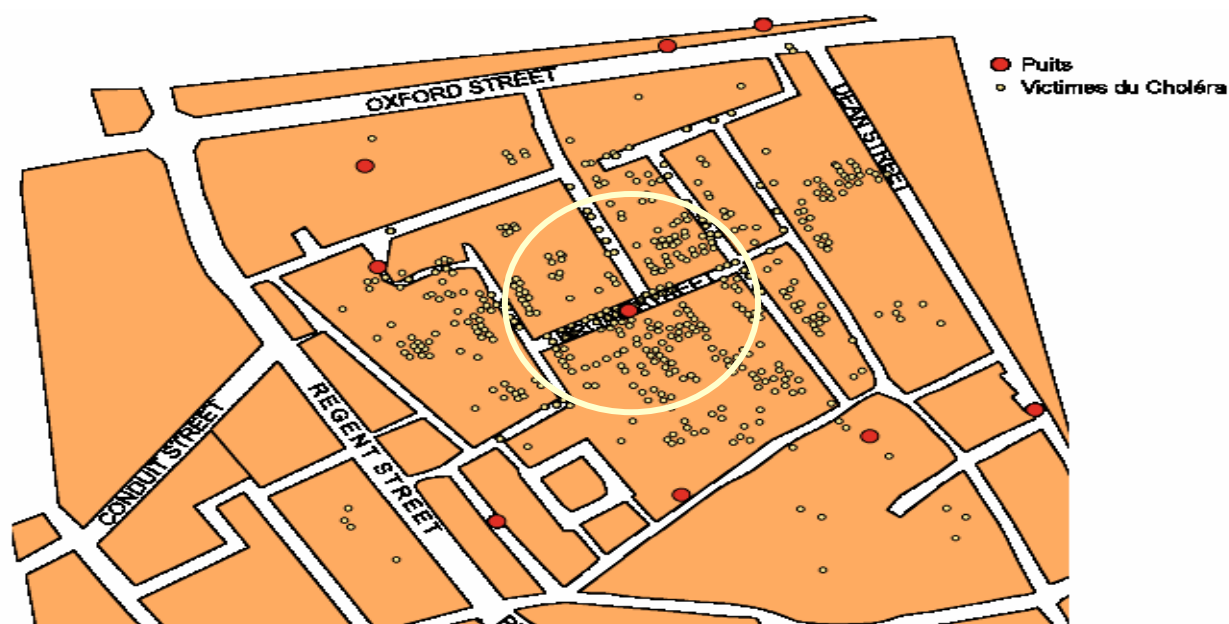 OXFORD STREET
Puits
Victimes du Choléra
DEAN STREET
REGENT STREET
CONDUIT STREET